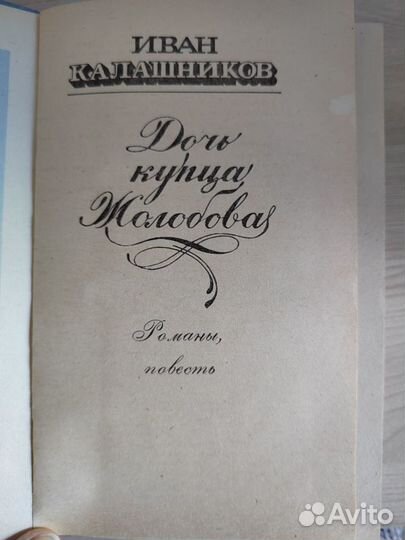 ИВАН
КАЛАШНИКОВ
Дочь
купца
Жолобова
Романы,
повесть
Avito